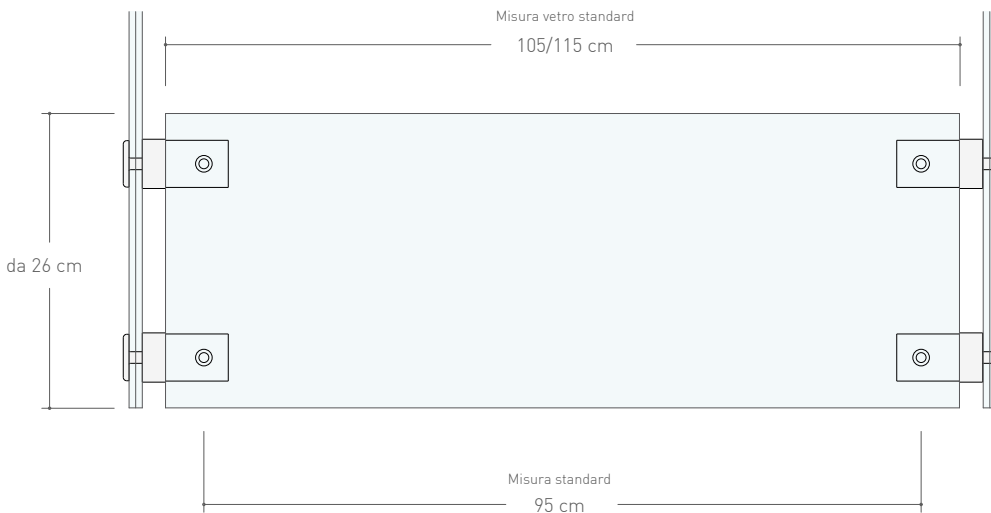 Misura vetro standard
105/115 cm
da 26 cm
Misura standard
95 cm